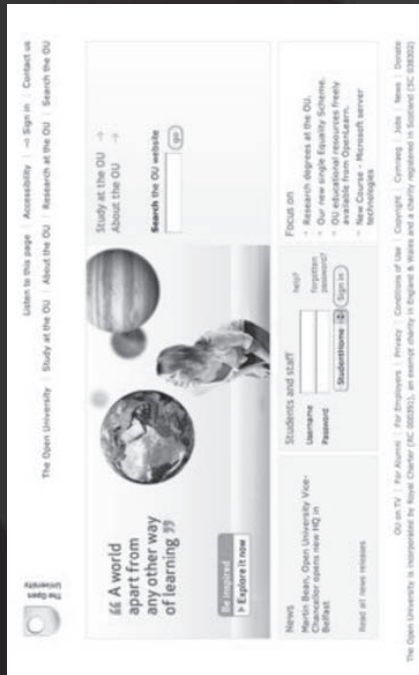 Listen to this page | Accessibility | Sign in | Contact us
The Open University
The Open University | Study at the OU | About the OU | Research at the OU | Search the OU
“ A world
apart from
any other way
of learning ”
Be inspired
Explore it now
Study at the OU →
About the OU →
Search the OU website
go
News
Martin Bean, Open University Vice-
Chancellor opens new HQ in
Belfast
Read all news releases
Students and staff
Username
help?
Password
forgotten
password?
StudentHome
Sign in
Focus on
Research degrees at the OU.
Our new single Equality Scheme.
OU educational resources freely
available from OpenLearn.
New Course - Microsoft server
technologies
OU on TV | For Alumni | For Employers | Privacy | Conditions of Use | Copyright | Cymraeg | Jobs | News | Donate
The Open University is incorporated by Royal Charter (RC 000391), an exempt charity in England & Wales and a charity registered in Scotland (SC 038302)